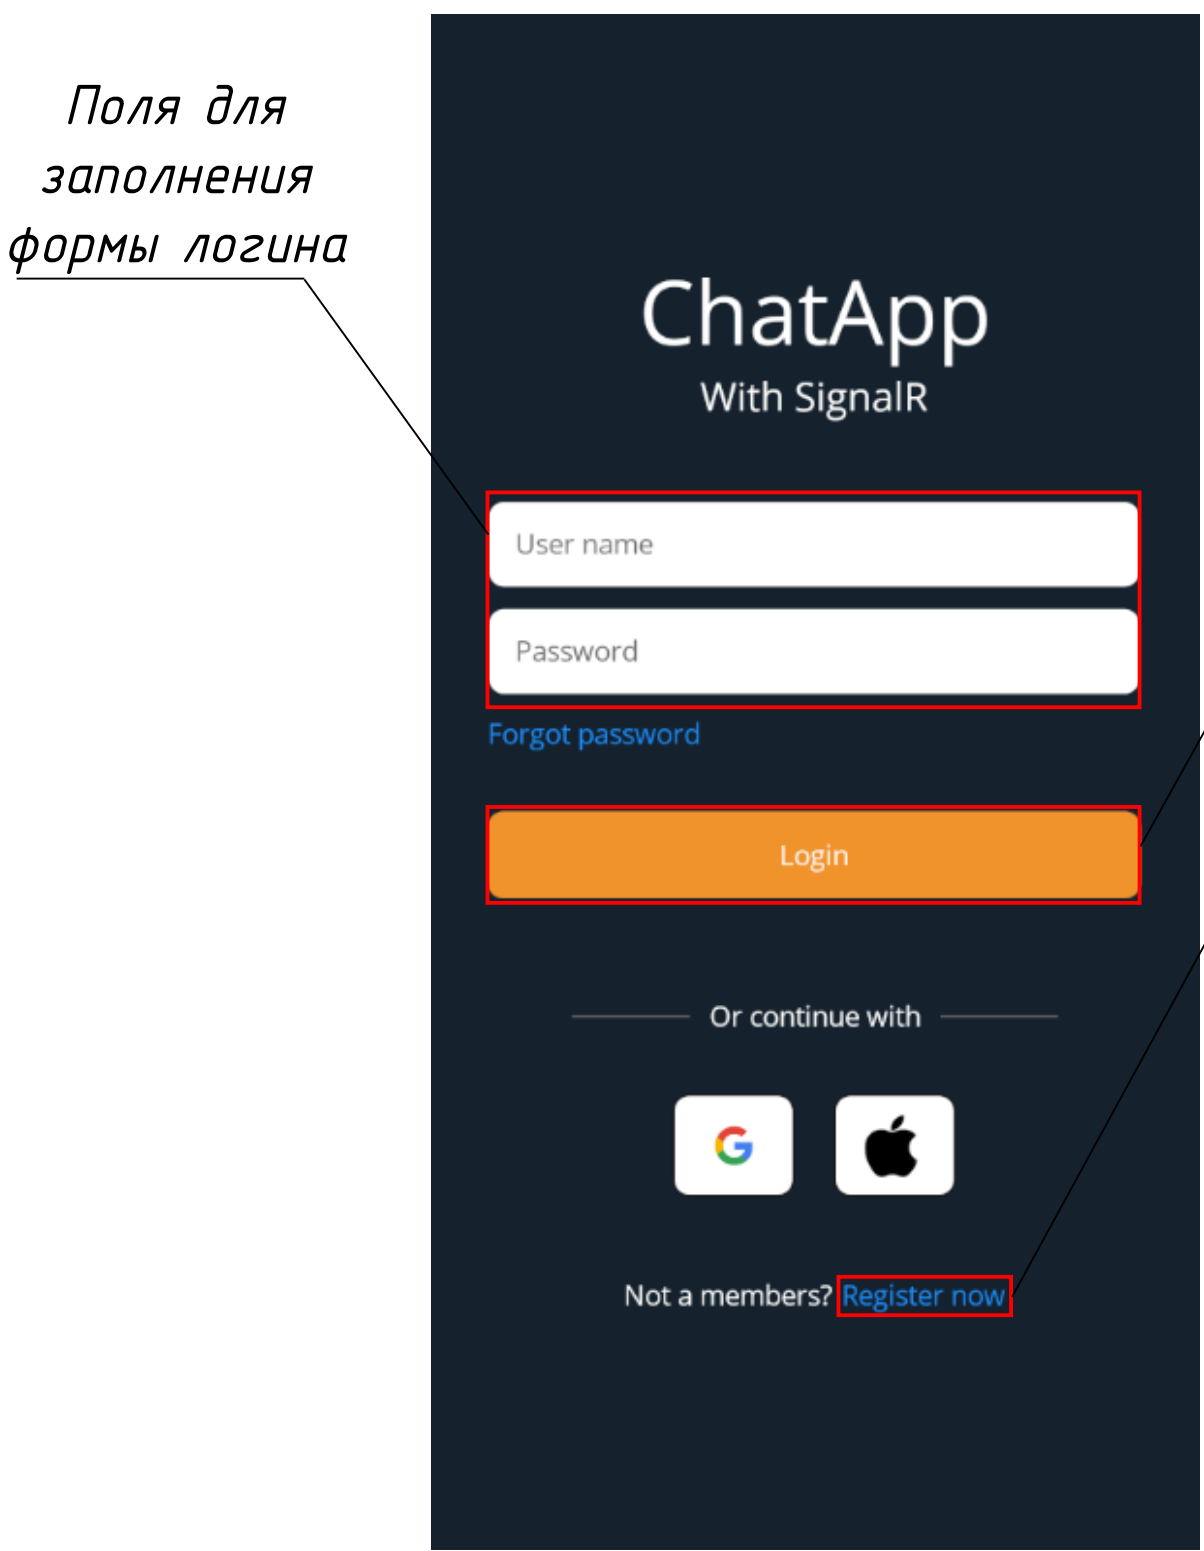 Поля для
заполнения
формы логина
ChatApp
With SignalR
User name
Password
Forgot password
Login
Or continue with
Not a members? Register now